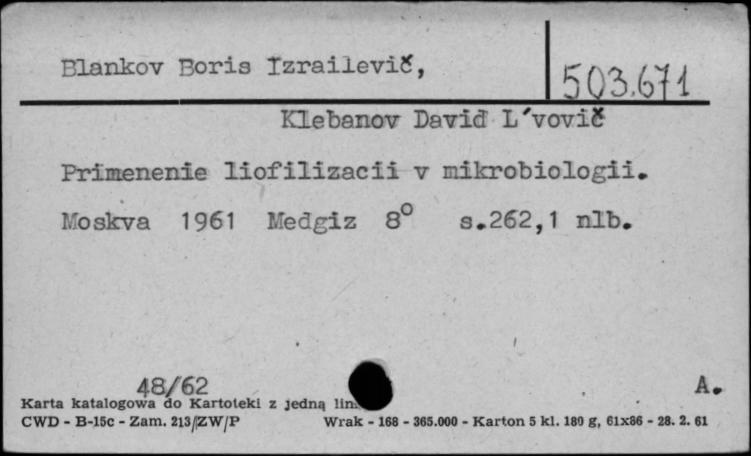 Blankov Boris Izrailevič,
503.671
Klebanov David L'vovič
Primenenie liofilizacii v mikrobiologii.
Moskva 1961 Medgiz 8° s.262,1 nlb.
48/62
A.
Karta katalogowa do Kartoteki z jedną
CWD - B-15c - Zam. 213/ZW/P Wrak - 168 - 365.000 - Karton 5 kl. 180 g, 61x86 - 28. 2. 61